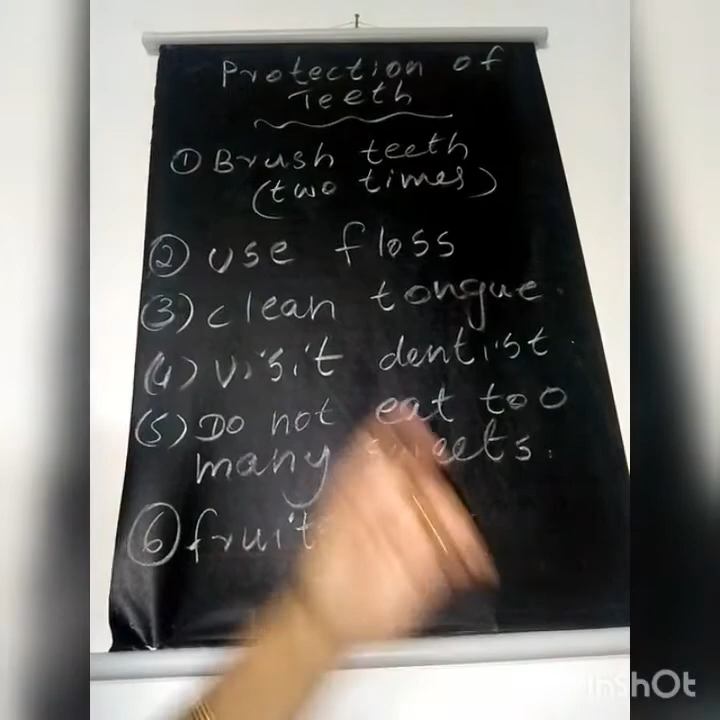 Protection of
Teeth
① Brush teeth
(two times)
② use floss
(3) clean tongue.
(4) visit dentist.
(5) Do not eat too
many sweets.
⑥ fruits
InShOt